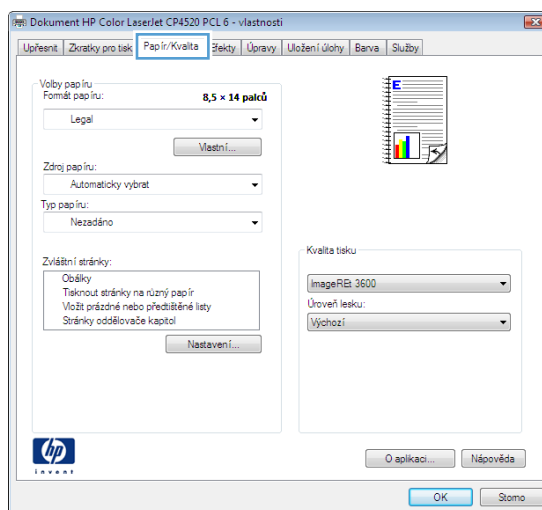 Dokument HP Color LaserJet CP4520 PCL 6 - vlastnosti
Upřesnit Zkratky pro tisk Papír/Kvalita Efekty Úpravy Uložení úlohy Barva Služby
Volby papíru
Formát papíru: 8,5 × 14 palců
Legal
Vlastní...
Zdroj papíru:
Automaticky vybrat
Typ papíru:
Nezadáno
Zvláštní stránky:
Obálky
Tisknout stránky na různý papír
Vložit prázdné nebo předtištěné listy
Stránky oddělovače kapitol
Nastavení...
E
Kvalita tisku
ImageREt 3600
Úroveň lesku:
Výchozí
hp
invent
O aplikaci... Nápověda
OK Storno